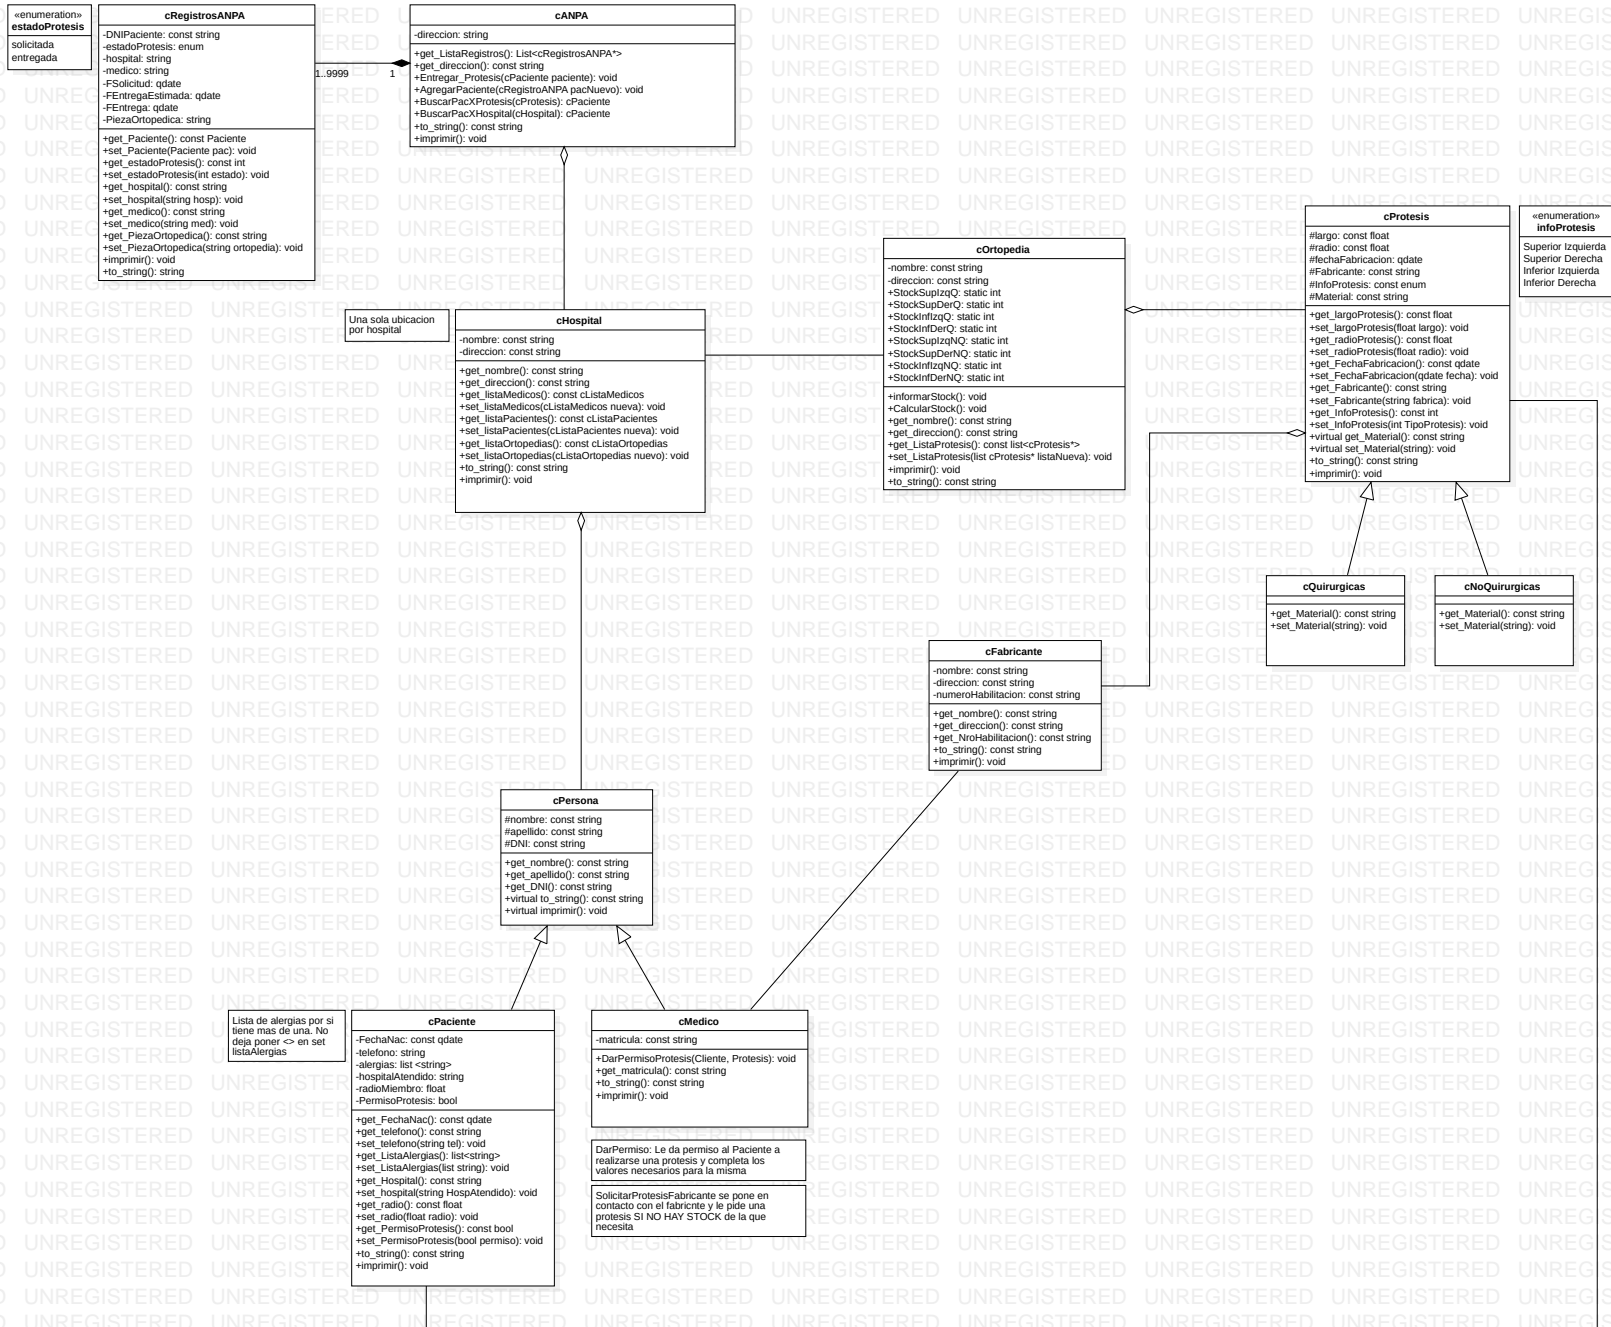 «enumeration»
estadoProtesis
solicitada
entregada
cRegistrosANPA
-DNIPaciente: const string
-estadoProtesis: enum
-hospital: string
-medico: string
-FSolicitud: qdate
-FEntregaEstimada: qdate
-FEntrega: qdate
-PiezaOrtopedica: string
+get_Paciente(): const Paciente
+set_Paciente(Paciente pac): void
+get_estadoProtesis(): const int
+set_estadoProtesis(int estado): void
+get_hospital(): const string
+set_hospital(string hosp): void
+get_medico(): const string
+set_medico(string med): void
+get_PiezaOrtopedica(): const string
+set_PiezaOrtopedica(string ortopedia): void
+imprimir(): void
+to_string(): string
1..9999
1
cANPA
-direccion: string
+get_ListaRegistros(): List<cRegistrosANPA*>
+get_direccion(): const string
+Entregar_Protesis(cPaciente paciente): void
+AgregarPaciente(cRegistroANPA pacNuevo): void
+BuscarPacXProtesis(cProtesis): cPaciente
+BuscarPacXHospital(cHospital): cPaciente
+to_string(): const string
+imprimir(): void
Una sola ubicacion
por hospital
cHospital
-nombre: const string
-direccion: const string
+get_nombre(): const string
+get_direccion(): const string
+get_listaMedicos(): const cListaMedicos
+set_listaMedicos(cListaMedicos nueva): void
+get_listaPacientes(): const cListaPacientes
+set_listaPacientes(cListaPacientes nueva): void
+get_listaOrtopedias(): const cListaOrtopedias
+set_listaOrtopedias(cListaOrtopedias nuevo): void
+to_string(): const string
+imprimir(): void
cOrtopedia
-nombre: const string
-direccion: const string
+StockSupIzqQ: static int
+StockSupDerQ: static int
+StockInfIzqQ: static int
+StockInfDerQ: static int
+StockSupIzqNQ: static int
+StockSupDerNQ: static int
+StockInfIzqNQ: static int
+StockInfDerNQ: static int
+informarStock(): void
+CalcularStock(): void
+get_nombre(): const string
+get_direccion(): const string
+get_ListaProtesis(): const list<cProtesis*>
+set_ListaProtesis(list cProtesis* listaNueva): void
+imprimir(): void
+to_string(): const string
cProtesis
#largo: const float
#radio: const float
#fechaFabricacion: qdate
#Fabricante: const string
#InfoProtesis: const enum
#Material: const string
+get_largoProtesis(): const float
+set_largoProtesis(float largo): void
+get_radioProtesis(): const float
+set_radioProtesis(float radio): void
+get_FechaFabricacion(): const qdate
+set_FechaFabricacion(qdate fecha): void
+get_Fabricante(): const string
+set_Fabricante(string fabrica): void
+get_InfoProtesis(): const int
+set_InfoProtesis(int TipoProtesis): void
+virtual get_Material(): const string
+virtual set_Material(string): void
+to_string(): const string
+imprimir(): void
«enumeration»
infoProtesis
Superior Izquierda
Superior Derecha
Inferior Izquierda
Inferior Derecha
cQuirurgicas
+get_Material(): const string
+set_Material(string): void
cNoQuirurgicas
+get_Material(): const string
+set_Material(string): void
cFabricante
-nombre: const string
-direccion: const string
-numeroHabilitacion: const string
+get_nombre(): const string
+get_direccion(): const string
+get_NroHabilitacion(): const string
+to_string(): const string
+imprimir(): void
cPersona
#nombre: const string
#apellido: const string
#DNI: const string
+get_nombre(): const string
+get_apellido(): const string
+get_DNI(): const string
+virtual to_string(): const string
+virtual imprimir(): void
Lista de alergias por si
tiene mas de una. No
deja poner <> en set
listaAlergias
cPaciente
-FechaNac: const qdate
-telefono: string
-alergias: list <string>
-hospitalAtendido: string
-radioMiembro: float
-PermisoProtesis: bool
+get_FechaNac(): const qdate
+get_telefono(): const string
+set_telefono(string tel): void
+get_ListaAlergias(): list<string>
+set_ListaAlergias(list string): void
+get_Hospital(): const string
+set_hospital(string HospAtendido): void
+get_radio(): const float
+set_radio(float radio): void
+get_PermisoProtesis(): const bool
+set_PermisoProtesis(bool permiso): void
+to_string(): const string
+imprimir(): void
cMedico
-matricula: const string
+DarPermisoProtesis(Cliente, Protesis): void
+get_matricula(): const string
+to_string(): const string
+imprimir(): void
DarPermiso: Le da permiso al Paciente a
realizarse una protesis y completa los
valores necesarios para la misma
SolicitarProtesisFabricante se pone en
contacto con el fabricnte y le pide una
protesis SI NO HAY STOCK de la que
necesita